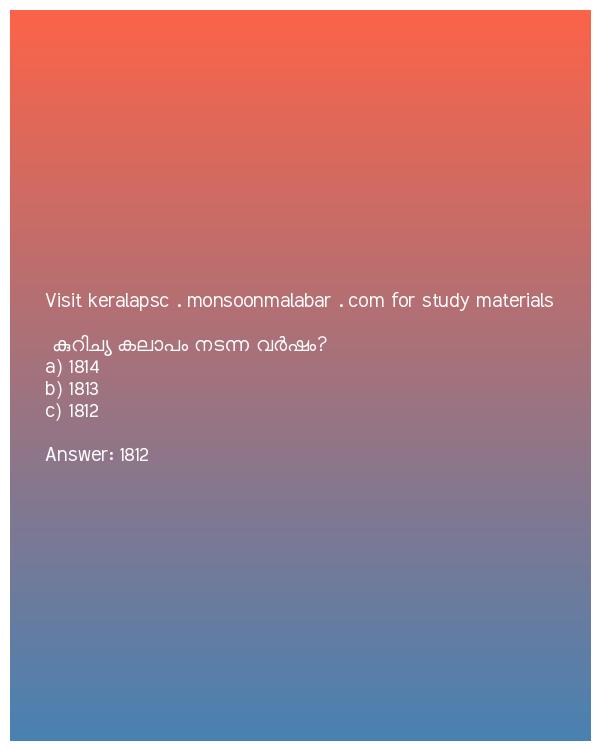 Visit keralapsc . monsoonmalabar . com for study materials
കുറിച്യ കലാപം നടന്ന വർഷം?
a) 1814
b) 1813
c) 1812
Answer: 1812